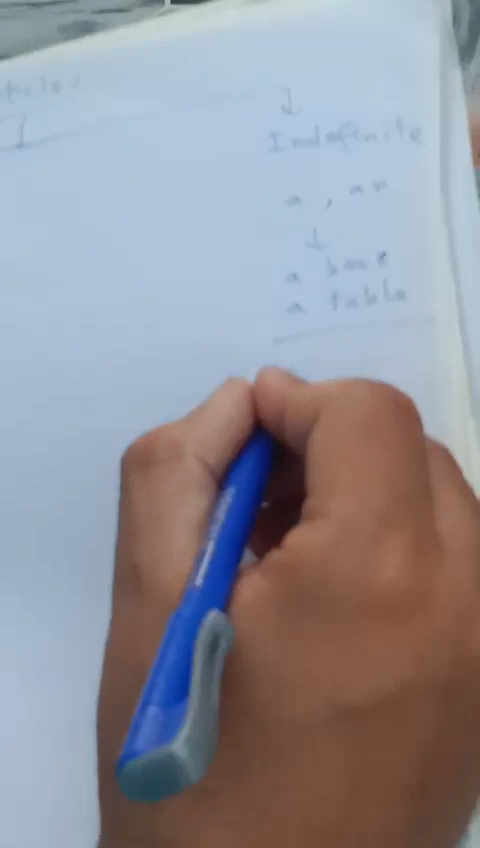 Indefinite
a, an
a book
a table